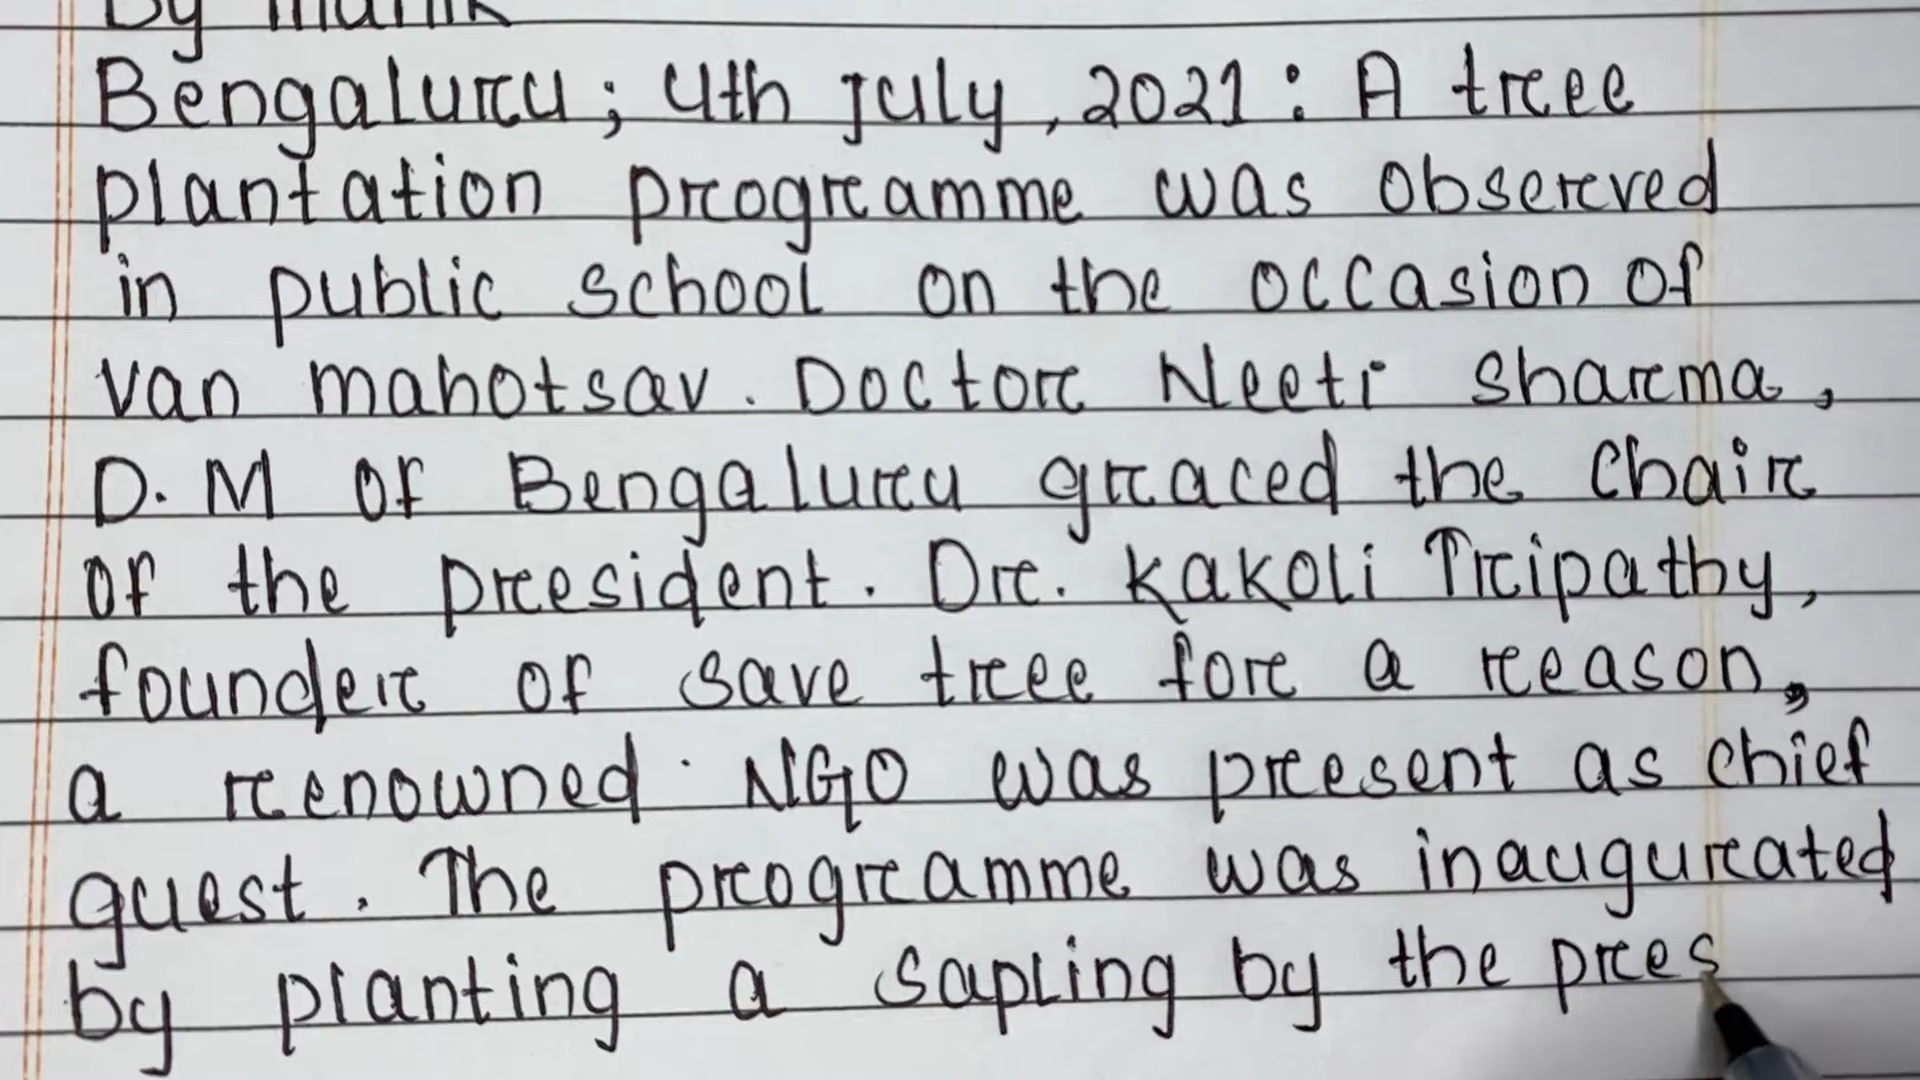 By Manik
Bengaluru; 4th July, 2021: A tree
plantation programme was observed
in public school on the occasion of
van mahotsav. Doctor Neeti Sharma,
D.M of Bengaluru graced the chair
of the president. Dr. Kakoli Tripathy,
founder of save tree for a reason,
a renowned NGO was present as chief
guest. The programme was inaugurated
by planting a sapling by the pres